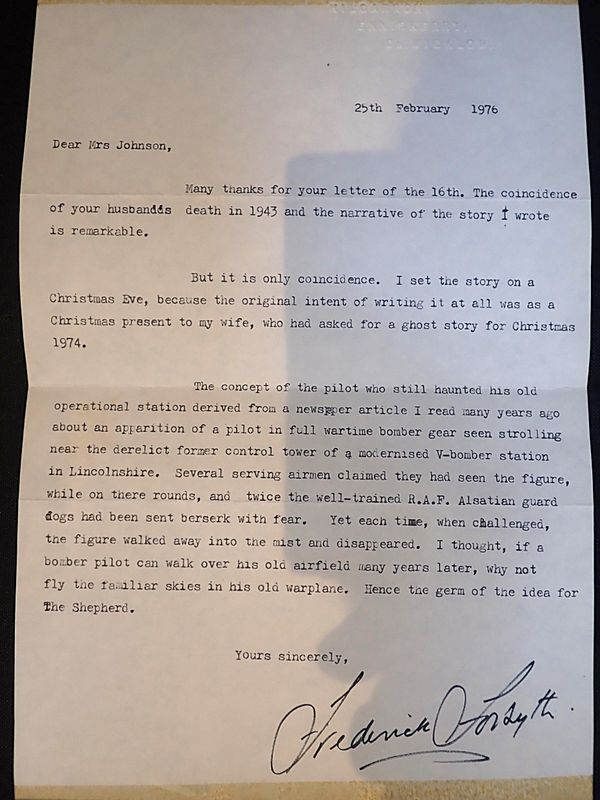 ENNISKERRY,
CO. WICKLOW.
25th February 1976
Dear Mrs Johnson,
Many thanks for your letter of the 16th. The coincidence
of your husbandds death in 1943 and the narrative of the story I wrote
is remarkable.
But it is only coincidence. I set the story on a
Christmas Eve, because the original intent of writing it at all was as a
Christmas present to my wife, who had asked for a ghost story for Christmas
1974.
The concept of the pilot who still haunted his old
operational station derived from a newspper article I read many years ago
about an apparition of a pilot in full wartime bomber gear seen strolling
near the derelict former control tower of a modernised V-bomber station
in Lincolnshire. Several serving airmen claimed they had seen the figure,
while on there rounds, and twice the well-trained R.A.F. Alsatian guard
dogs had been sent berserk with fear. Yet each time, when challenged,
the figure walked away into the mist and disappeared. I thought, if a
bomber pilot can walk over his old airfield many years later, why not
fly the familiar skies in his old warplane. Hence the germ of the idea for
The Shepherd.
Yours sincerely,
Frederick Forsyth.